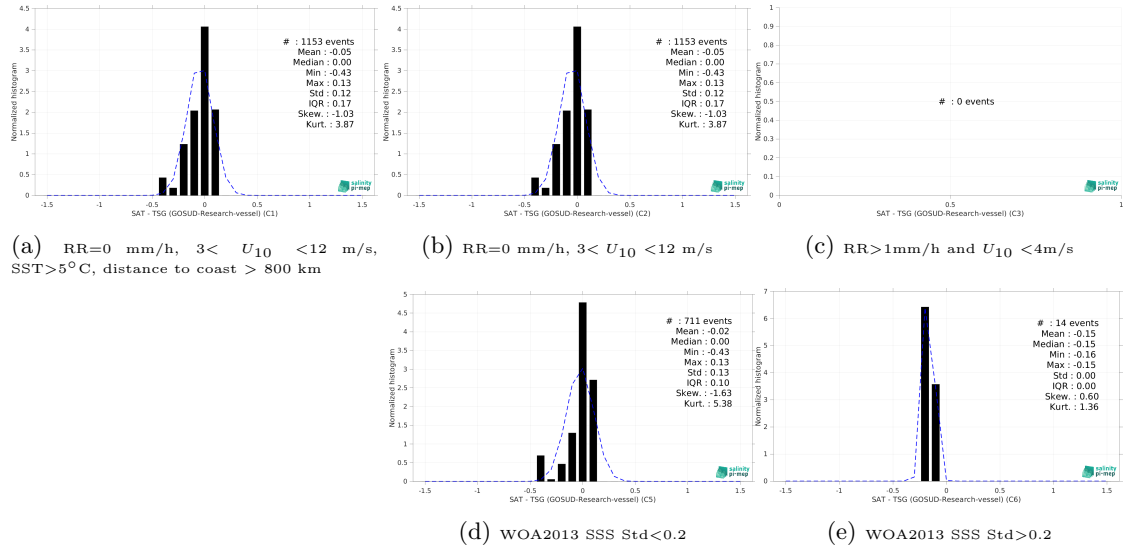 4.5
4
3.5
3
2.5
2
1.5
1
0.5
0
Normalized histogram
# : 1153 events
Mean : -0.05
Median : 0.00
Min : -0.43
Max : 0.13
Std : 0.12
IQR : 0.17
Skew. : -1.03
Kurt. : 3.87
salinity
pi-mep
-1.5 -1 -0.5 0 0.5 1 1.5
SAT - TSG (GOSUD-Research-vessel) (C1)
(a) RR=0 mm/h, 3< U10 <12 m/s,
SST>5°C, distance to coast > 800 km
4.5
4
3.5
3
2.5
2
1.5
1
0.5
0
Normalized histogram
# : 1153 events
Mean : -0.05
Median : 0.00
Min : -0.43
Max : 0.13
Std : 0.12
IQR : 0.17
Skew. : -1.03
Kurt. : 3.87
salinity
pi-mep
-1.5 -1 -0.5 0 0.5 1 1.5
SAT - TSG (GOSUD-Research-vessel) (C2)
(b) RR=0 mm/h, 3< U10 <12 m/s
1
0.9
0.8
0.7
0.6
0.5
0.4
0.3
0.2
0.1
0
Normalized histogram
# : 0 events
salinity
pi-mep
0 0.5 1
SAT - TSG (GOSUD-Research-vessel) (C3)
(c) RR>1mm/h and U10 <4m/s
5
4.5
4
3.5
3
2.5
2
1.5
1
0.5
0
Normalized histogram
# : 711 events
Mean : -0.02
Median : 0.00
Min : -0.43
Max : 0.13
Std : 0.13
IQR : 0.10
Skew. : -1.63
Kurt. : 5.38
salinity
pi-mep
-1.5 -1 -0.5 0 0.5 1 1.5
SAT - TSG (GOSUD-Research-vessel) (C5)
(d) WOA2013 SSS Std<0.2
7
6
5
4
3
2
1
0
Normalized histogram
# : 14 events
Mean : -0.15
Median : -0.15
Min : -0.16
Max : -0.15
Std : 0.00
IQR : 0.00
Skew. : 0.60
Kurt. : 1.36
salinity
pi-mep
-1.5 -1 -0.5 0 0.5 1 1.5
SAT - TSG (GOSUD-Research-vessel) (C6)
(e) WOA2013 SSS Std>0.2